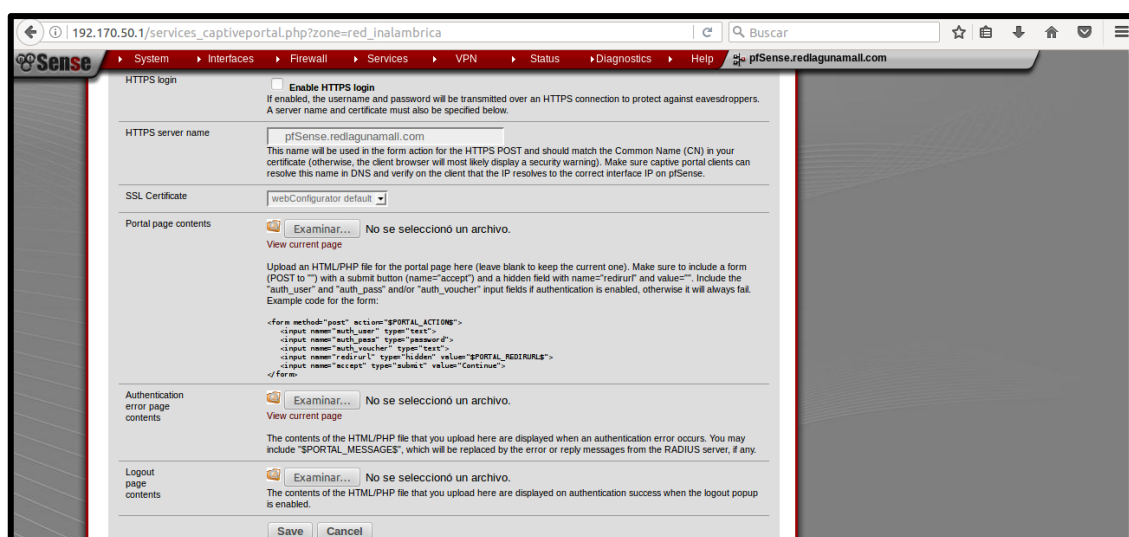 192.170.50.1/services_captiveportal.php?zone=red_inalambrica
Buscar
Sense
System Interfaces Firewall Services VPN Status Diagnostics Help pfSense.redlagunamall.com
HTTPS login
Enable HTTPS login
If enabled, the username and password will be transmitted over an HTTPS connection to protect against eavesdroppers.
A server name and certificate must also be specified below.
HTTPS server name
pfSense.redlagunamall.com
This name will be used in the form action for the HTTPS POST and should match the Common Name (CN) in your
certificate (otherwise, the client browser will most likely display a security warning). Make sure captive portal clients can
resolve this name in DNS and verify on the client that the IP resolves to the correct interface IP on pfSense.
SSL Certificate
webConfigurator default
Portal page contents
Examinar... No se seleccionó un archivo.
View current page
Upload an HTML/PHP file for the portal page here (leave blank to keep the current one). Make sure to include a form
(POST to "") with a submit button (name="accept") and a hidden field with name="redirurl" and value="". Include the
"auth_user" and "auth_pass" and/or "auth_voucher" input fields if authentication is enabled, otherwise it will always fail.
Example code for the form:
<form method="post" action="$PORTAL_ACTION$">
<input name="auth_user" type="text">
<input name="auth_pass" type="password">
<input name="auth_voucher" type="text">
<input name="redirurl" type="hidden" value="$PORTAL_REDIRURL$">
<input name="accept" type="submit" value="Continue">
</form>
Authentication
error page
contents
Examinar... No se seleccionó un archivo.
View current page
The contents of the HTML/PHP file that you upload here are displayed when an authentication error occurs. You may
include "$PORTAL_MESSAGE$", which will be replaced by the error or reply messages from the RADIUS server, if any.
Logout
page
contents
Examinar... No se seleccionó un archivo.
The contents of the HTML/PHP file that you upload here are displayed on authentication success when the logout popup
is enabled.
Save Cancel